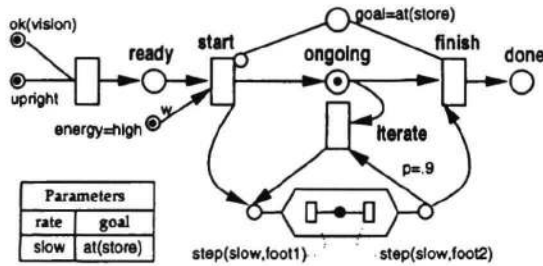 ok(vision)
upright
ready
start
goal=at(store)
ongoing
finish
done
w
energy=high
Iterate
p=.9
Parameters
rate goal
slow at(store)
step(slow,foot1)
step(slow,foot2)